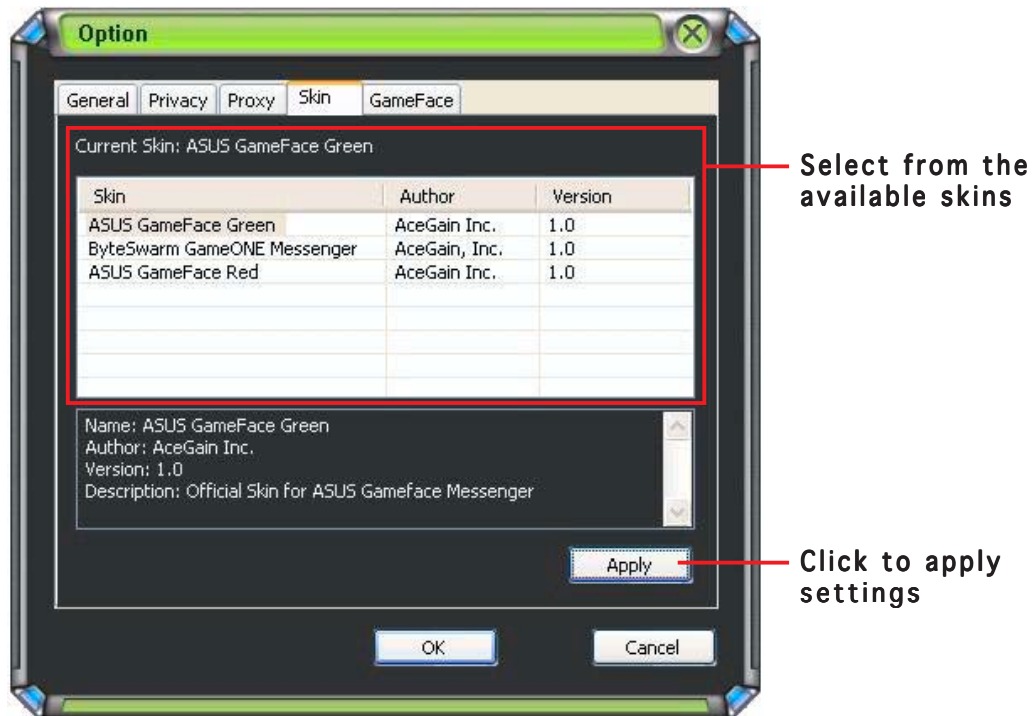 Option
General Privacy Proxy Skin GameFace
Current Skin: ASUS GameFace Green
Skin Author Version
ASUS GameFace Green AceGain Inc. 1.0
ByteSwarm GameONE Messenger AceGain, Inc. 1.0
ASUS GameFace Red AceGain Inc. 1.0
Name: ASUS GameFace Green
Author: AceGain Inc.
Version: 1.0
Description: Official Skin for ASUS Gameface Messenger
Apply
OK Cancel
Select from the
available skins
Click to apply
settings